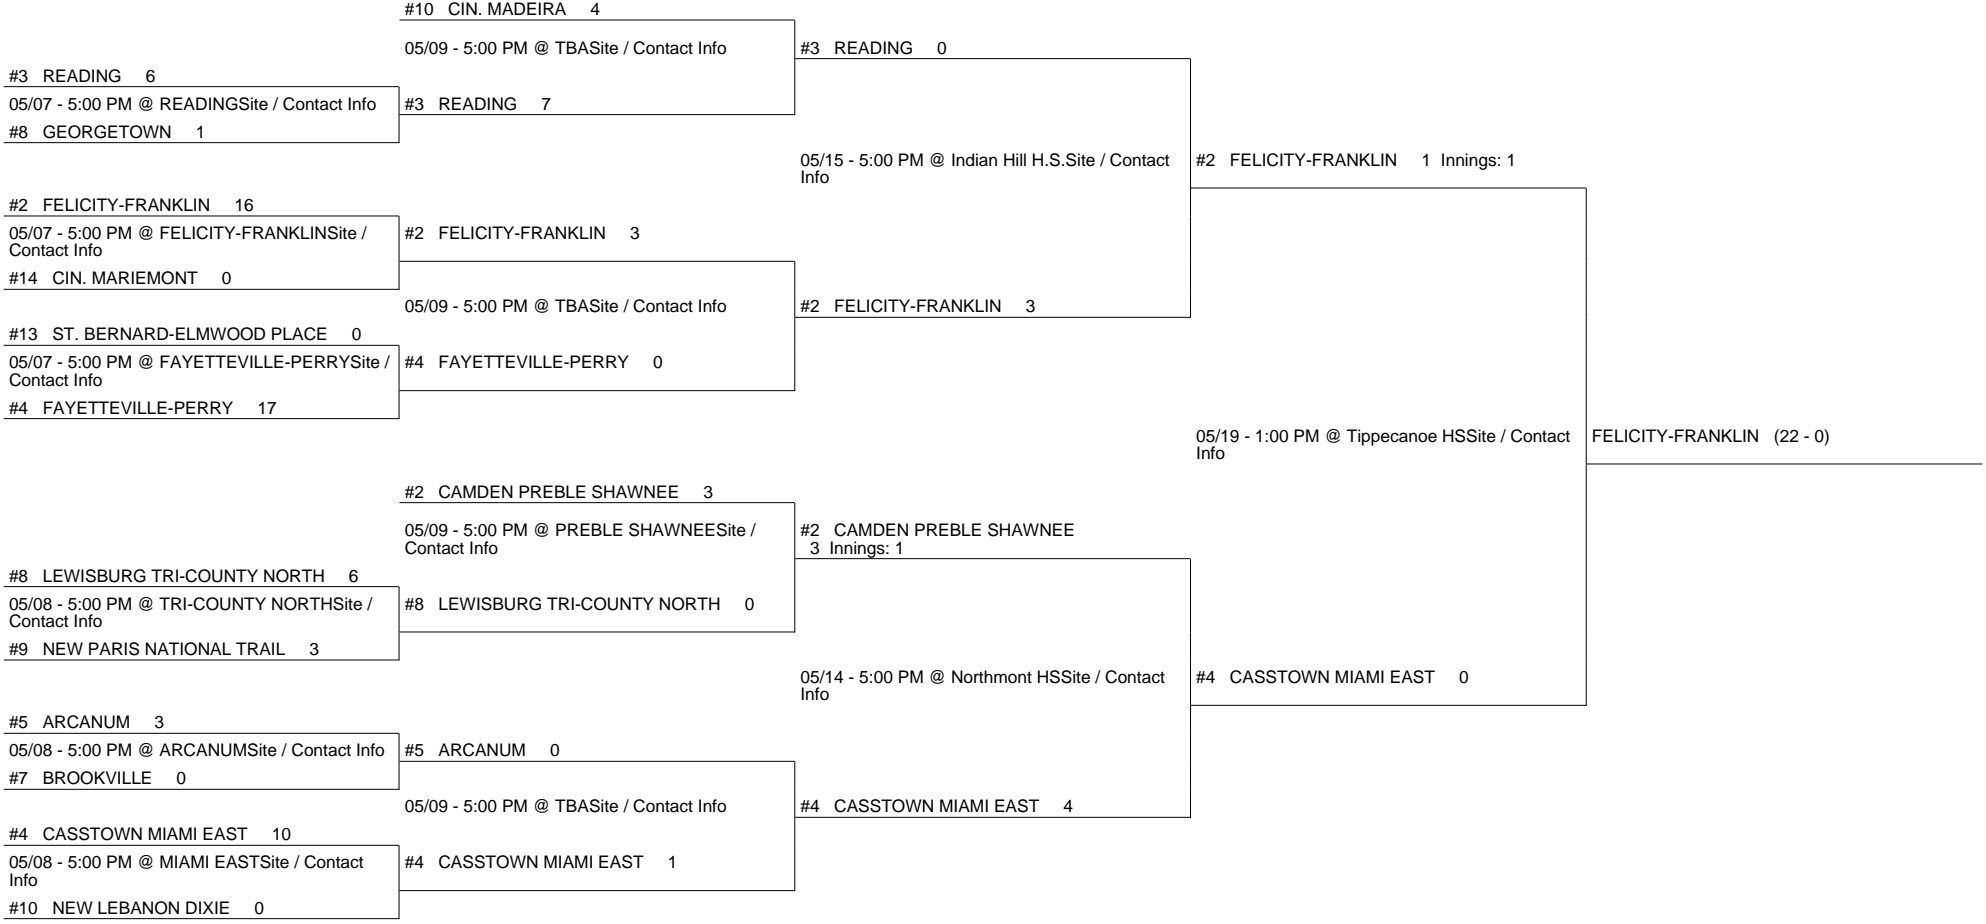 #10 CIN. MADEIRA 4
05/09 - 5:00 PM @ TBASite / Contact Info
#3 READING 0
#3 READING 6
05/07 - 5:00 PM @ READINGSite / Contact Info
#3 READING 7
#8 GEORGETOWN 1
05/15 - 5:00 PM @ Indian Hill H.S.Site / Contact
Info
#2 FELICITY-FRANKLIN 1 Innings: 1
#2 FELICITY-FRANKLIN 16
05/07 - 5:00 PM @ FELICITY-FRANKLINSite /
Contact Info
#2 FELICITY-FRANKLIN 3
#14 CIN. MARIEMONT 0
05/09 - 5:00 PM @ TBASite / Contact Info
#2 FELICITY-FRANKLIN 3
#13 ST. BERNARD-ELMWOOD PLACE 0
05/07 - 5:00 PM @ FAYETTEVILLE-PERRYSite /
Contact Info
#4 FAYETTEVILLE-PERRY 0
#4 FAYETTEVILLE-PERRY 17
05/19 - 1:00 PM @ Tippecanoe HSSite / Contact
Info
FELICITY-FRANKLIN (22 - 0)
#2 CAMDEN PREBLE SHAWNEE 3
05/09 - 5:00 PM @ PREBLE SHAWNEESite /
Contact Info
#2 CAMDEN PREBLE SHAWNEE
3 Innings: 1
#8 LEWISBURG TRI-COUNTY NORTH 6
05/08 - 5:00 PM @ TRI-COUNTY NORTHSite /
Contact Info
#8 LEWISBURG TRI-COUNTY NORTH 0
#9 NEW PARIS NATIONAL TRAIL 3
05/14 - 5:00 PM @ Northmont HSSite / Contact
Info
#4 CASSTOWN MIAMI EAST 0
#5 ARCANUM 3
05/08 - 5:00 PM @ ARCANUMSite / Contact Info
#5 ARCANUM 0
#7 BROOKVILLE 0
05/09 - 5:00 PM @ TBASite / Contact Info
#4 CASSTOWN MIAMI EAST 4
#4 CASSTOWN MIAMI EAST 10
05/08 - 5:00 PM @ MIAMI EASTSite / Contact
Info
#4 CASSTOWN MIAMI EAST 1
#10 NEW LEBANON DIXIE 0